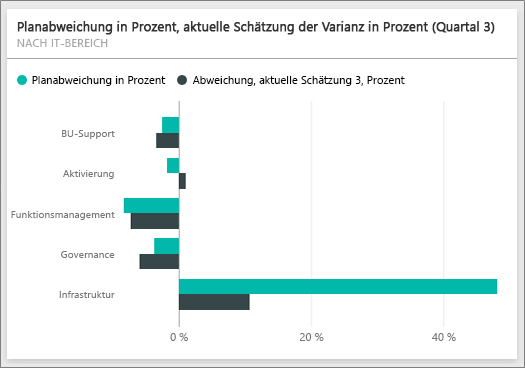 Planabweichung in Prozent, aktuelle Schätzung der Varianz in Prozent (Quartal 3)
NACH IT-BEREICH
Planabweichung in Prozent Abweichung, aktuelle Schätzung 3, Prozent
BU-Support
Aktivierung
Funktionsmanagement
Governance
Infrastruktur
0 % 20 % 40 %